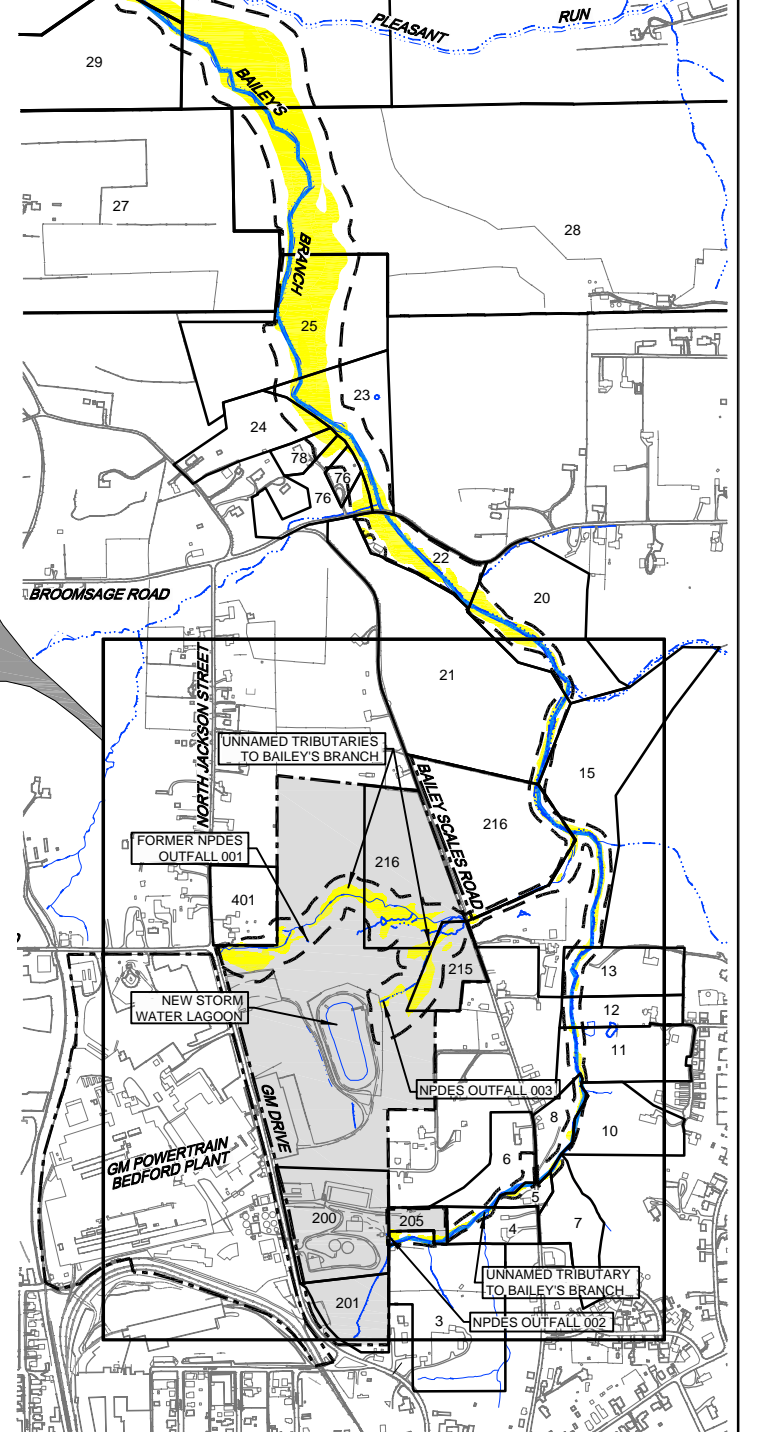 PLEASANT
RUN
29
BAILEY'S
27
28
BRANCH
25
23
24
78
76
76
22
20
BROOMSAGE ROAD
21
NORTH JACKSON STREET
UNNAMED TRIBUTARIES
TO BAILEY'S BRANCH
15
BAILEY SCALES ROAD
216
FORMER NPDES
OUTFALL 001
216
401
215
13
NEW STORM
WATER LAGOON
12
11
NPDES OUTFALL 003
GM DRIVE
8
10
GM POWERTRAIN
BEDFORD PLANT
6
5
200
205
4
7
UNNAMED TRIBUTARY
TO BAILEY'S BRANCH
201
3
NPDES OUTFALL 002